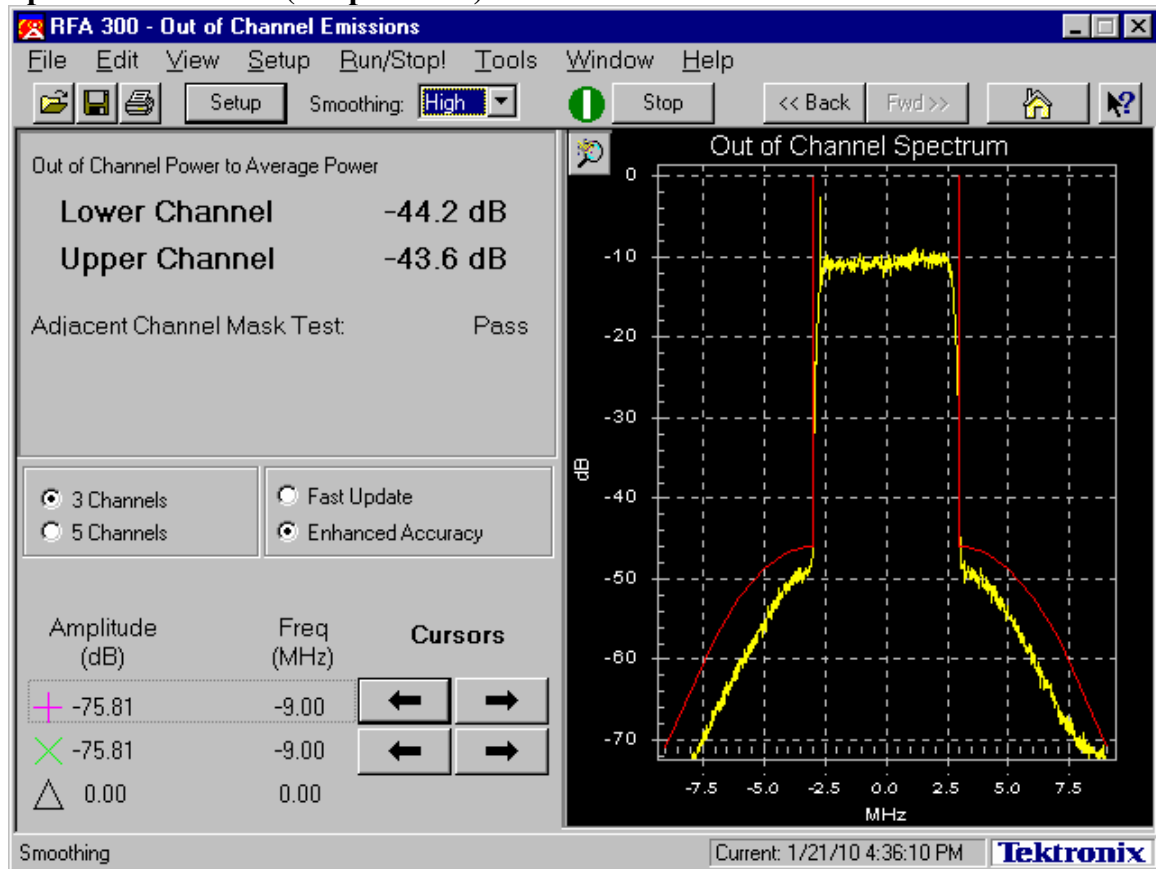 RFA 300 - Out of Channel Emissions
File Edit View Setup Run/Stop! Tools Window Help
Setup Smoothing: High Stop << Back Fwd >>
Out of Channel Power to Average Power
Lower Channel -44.2 dB
Upper Channel -43.6 dB
Adjacent Channel Mask Test: Pass
3 Channels
5 Channels
Fast Update
Enhanced Accuracy
Amplitude (dB) Freq (MHz) Cursors
-75.81 -9.00
-75.81 -9.00
0.00 0.00
Out of Channel Spectrum
0
-10
-20
-30
dB
-40
-50
-60
-70
-7.5 -5.0 -2.5 0.0 2.5 5.0 7.5
MHz
Smoothing Current: 1/21/10 4:36:10 PM Tektronix